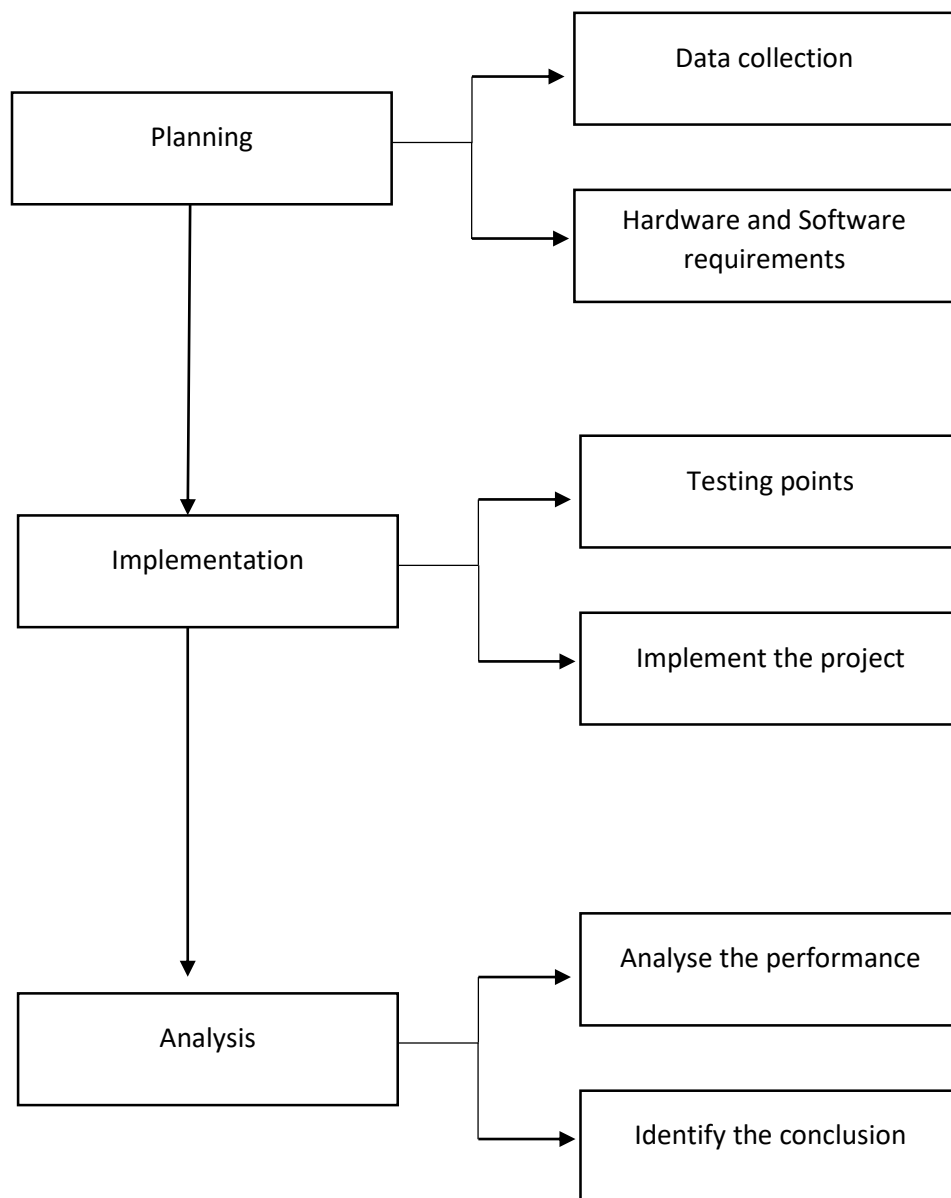 Data collection
Planning
Hardware and Software
requirements
Testing points
Implementation
Implement the project
Analyse the performance
Analysis
Identify the conclusion